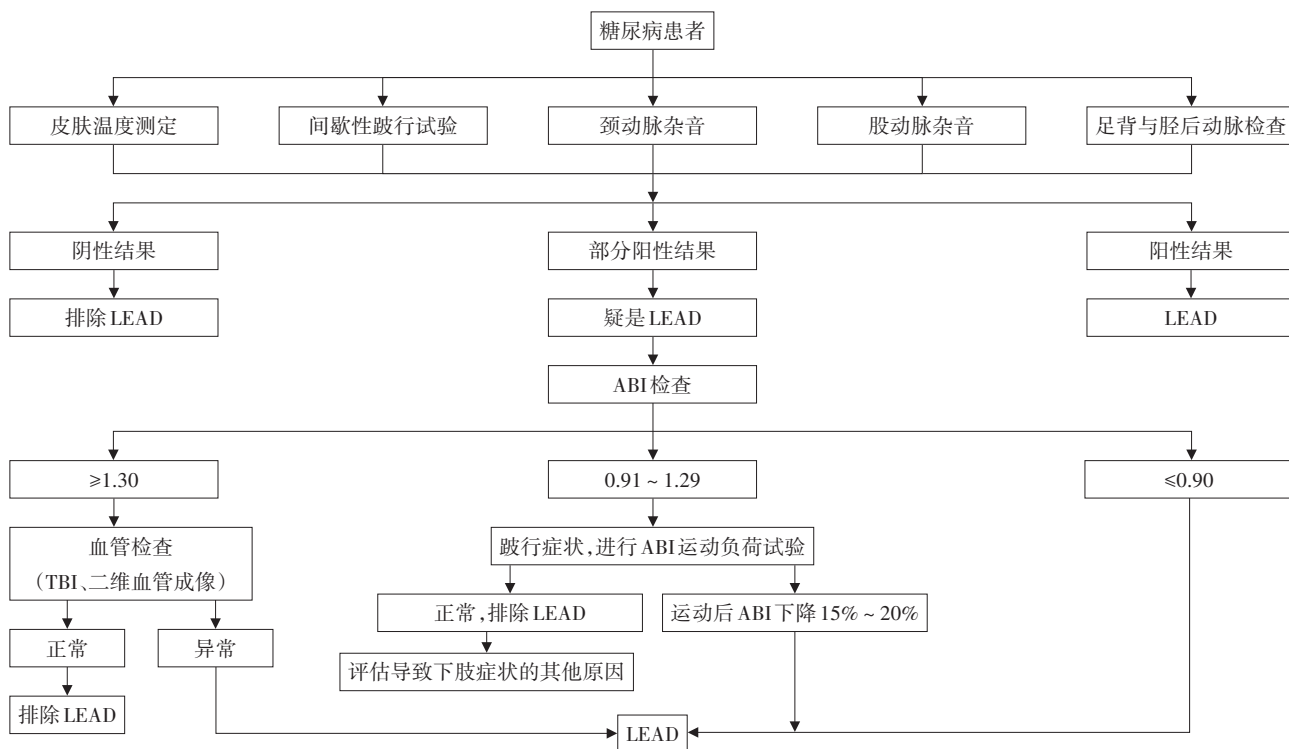 糖尿病患者
皮肤温度测定
间歇性跛行试验
颈动脉杂音
股动脉杂音
足背与胫后动脉检查
阴性结果
部分阳性结果
阳性结果
排除LEAD
疑是LEAD
LEAD
ABI检查
≥1.30
0.91~1.29
≤0.90
血管检查
(TBI、二维血管成像)
跛行症状,进行ABI运动负荷试验
正常,排除LEAD
运动后ABI下降15%~20%
正常
异常
评估导致下肢症状的其他原因
排除LEAD
LEAD